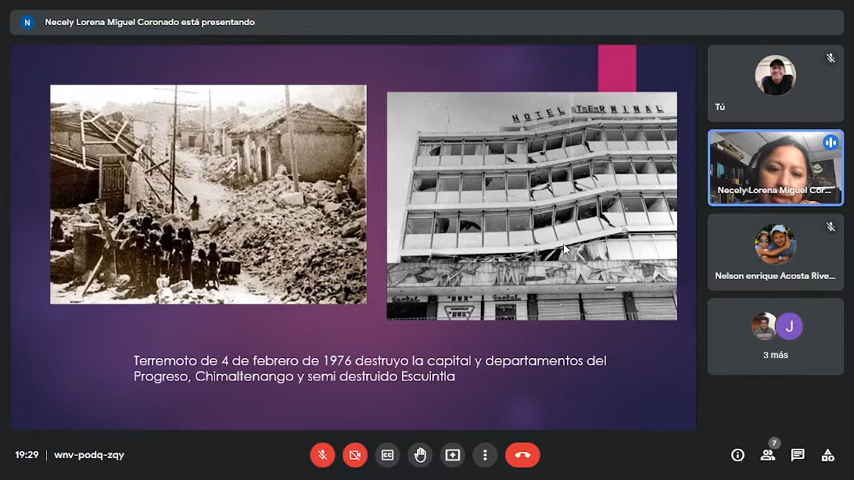 N
Necely Lorena Miguel Coronado está presentando
HOTEL TERMINAL
Terremoto de 4 de febrero de 1976 destruyo la capital y departamentos del
Progreso, Chimaltenango y semi destruido Escuintla
Tú
Necely Lorena Miguel Cor...
Nelson enrique Acosta Rive...
J
3 más
19:29
wnv-podq-zqy
7